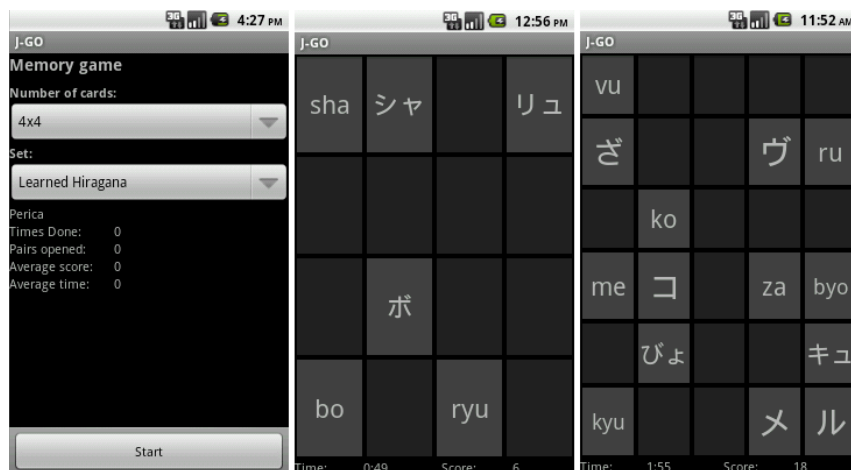 3G 4:27 PM
J-GO
Memory game
Number of cards:
4x4
Set:
Learned Hiragana
Perica
Times Done: 0
Pairs opened: 0
Average score: 0
Average time: 0
Start
3G 12:56 PM
J-GO
sha シャ リュ
ボ
bo ryu
Time: 0:49 Score: 6
3G 11:52 AM
J-GO
vu
ざ ヴ ru
ko
me コ za byo
びょ キュ
kyu メ ル
Time: 1:55 Score: 18